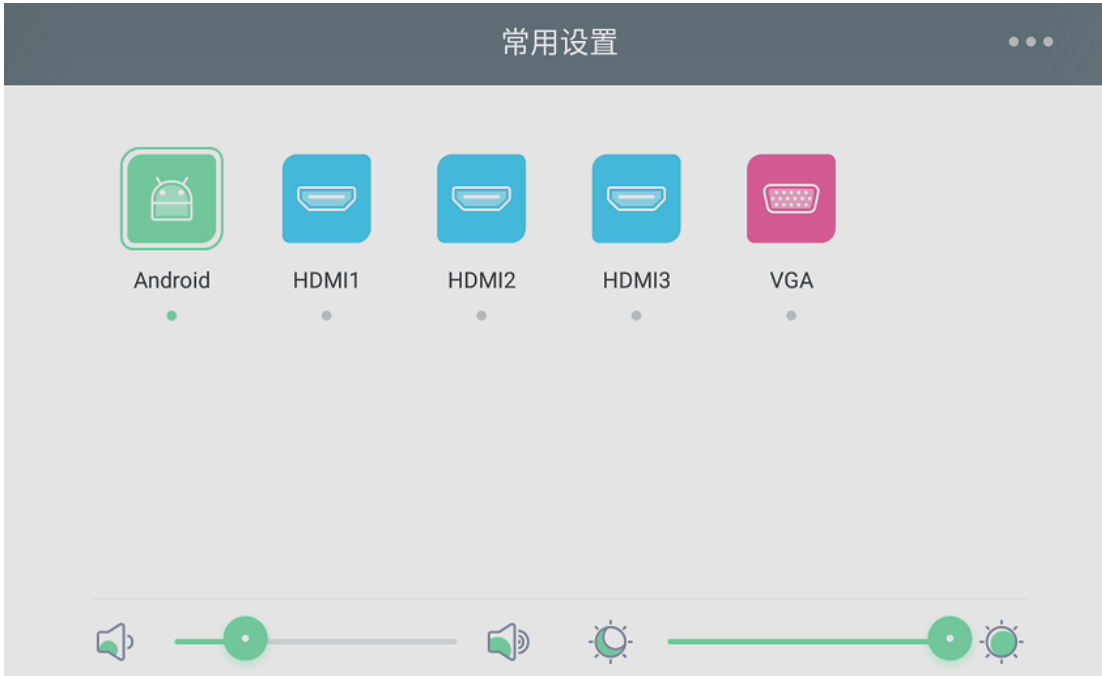 常用设置
Android
HDMI1
HDMI2
HDMI3
VGA